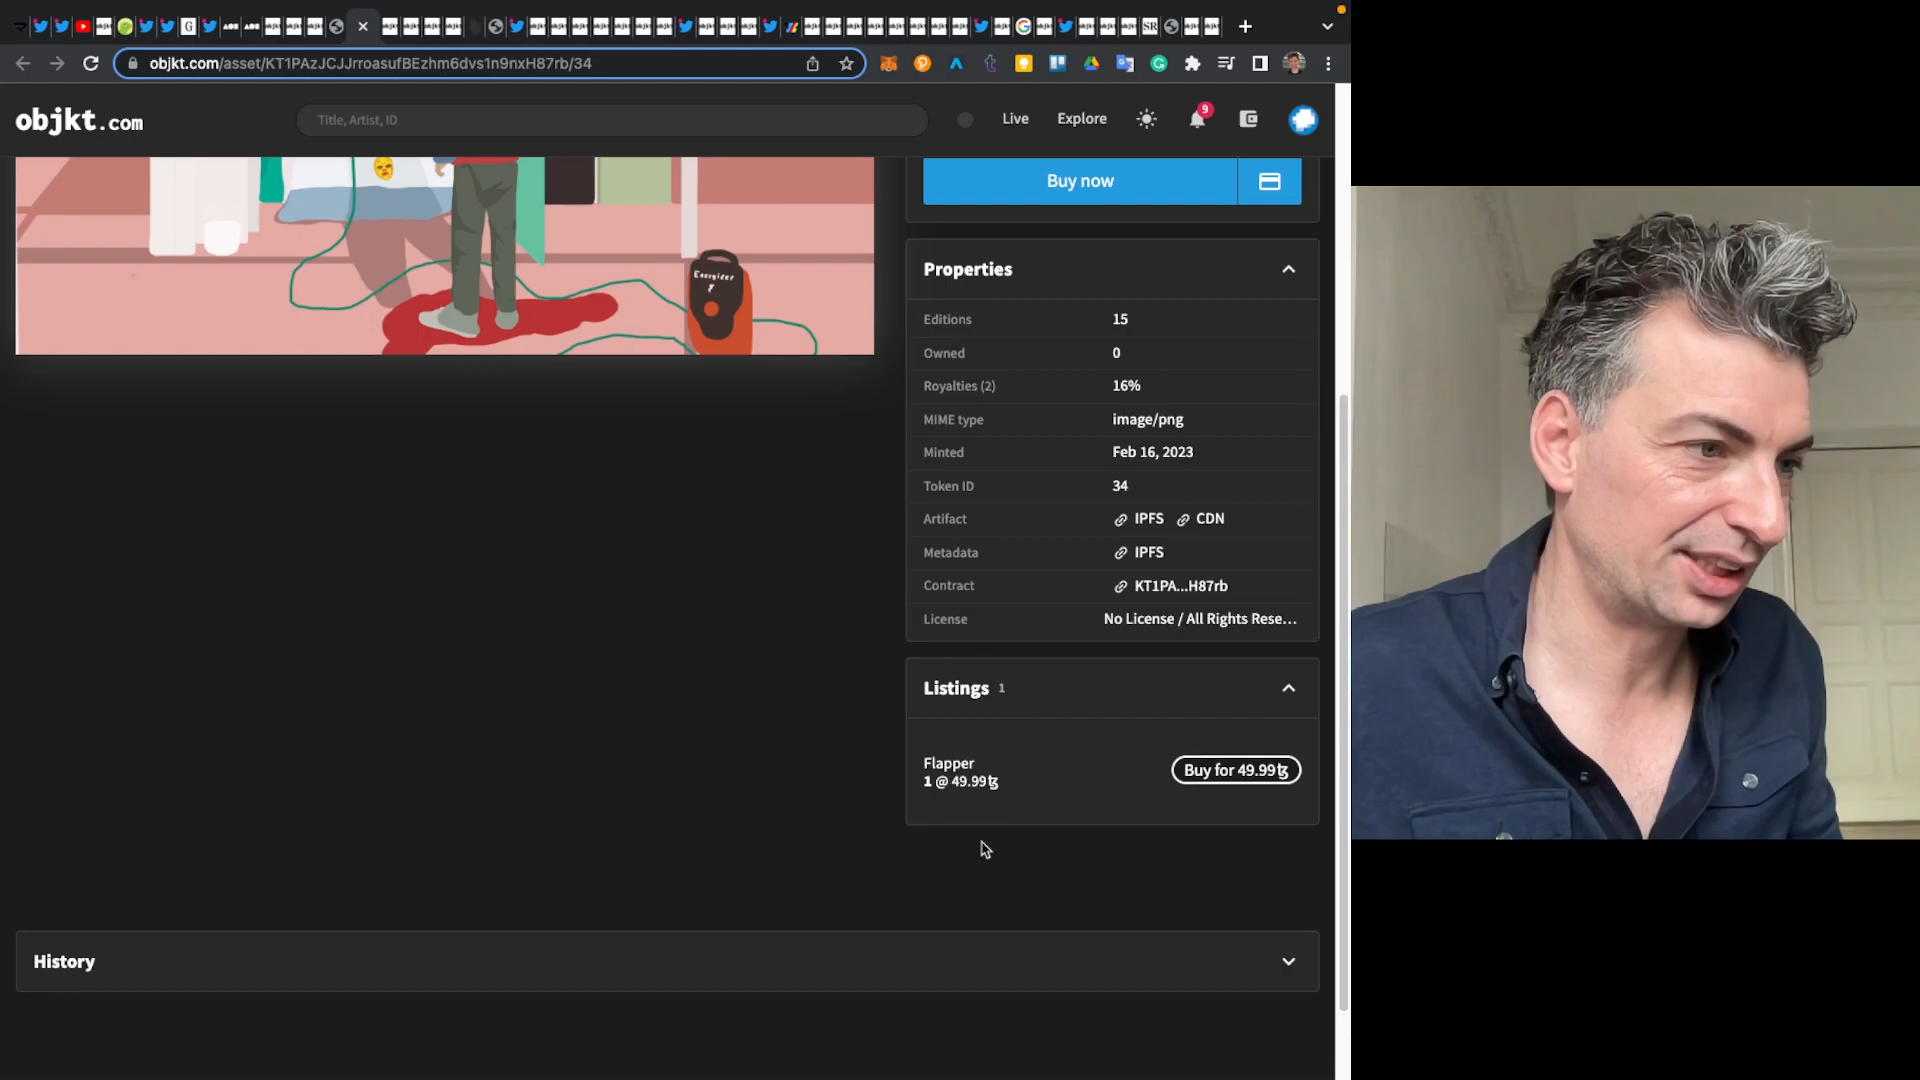 objkt.com/asset/KT1PAzJCJJrroasufBEzhm6dvs1n9nxH87rb/34
objkt.com
Title, Artist, ID
Live
Explore
9
Buy now
Energizer
Properties
Editions 15
Owned 0
Royalties (2) 16%
MIME type image/png
Minted Feb 16, 2023
Token ID 34
Artifact IPFS CDN
Metadata IPFS
Contract KT1PA...H87rb
License No License / All Rights Rese...
Listings 1
Flapper
1 @ 49.99ꜩ
Buy for 49.99ꜩ
History